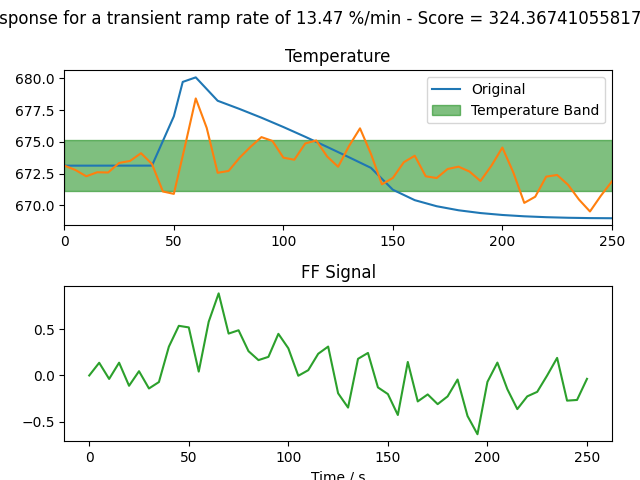 sponse for a transient ramp rate of 13.47 %/min - Score = 324.36741055817
Temperature
680.0
677.5
675.0
672.5
670.0
Original
Temperature Band
0 50 100 150 200 250
FF Signal
0.5
0.0
−0.5
0 50 100 150 200 250
Time / s